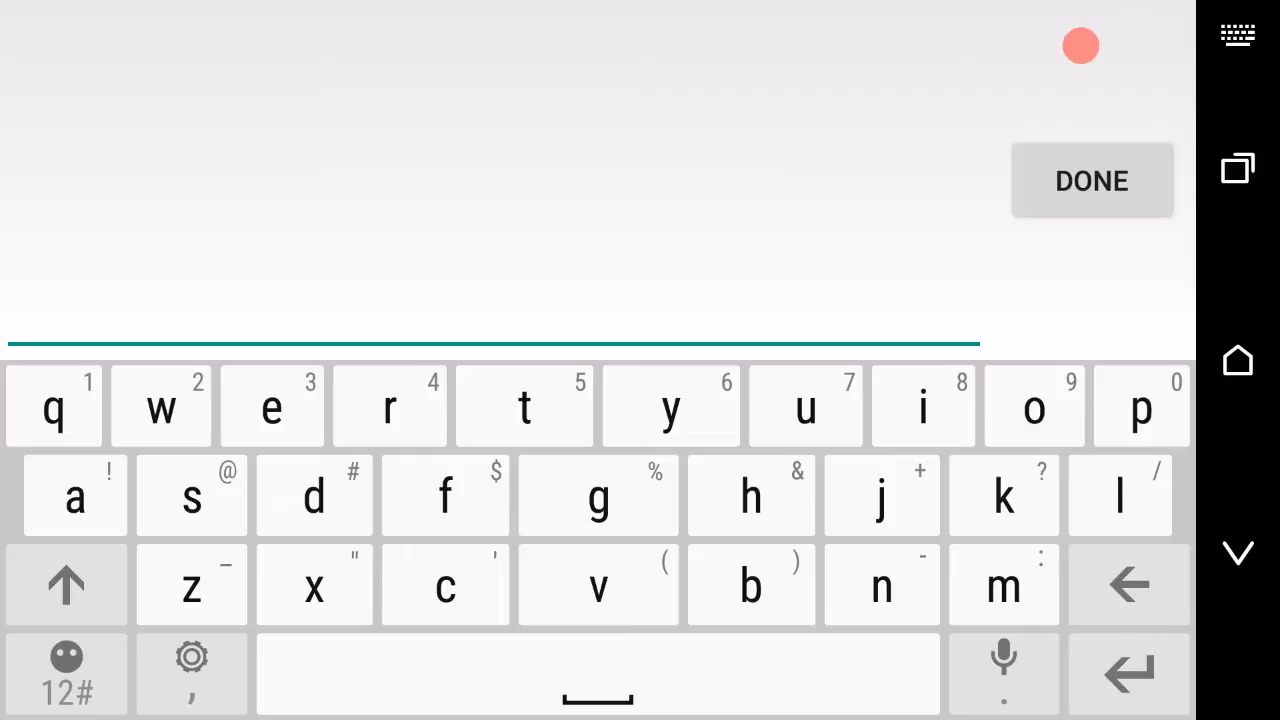 DONE
q 1 w 2 e 3 r 4 t 5 y 6 u 7 i 8 o 9 p 0
a ! s @ d # f $ g % h & j + k ? l /
z _ x " c ' v ( b ) n - m :
12# , .